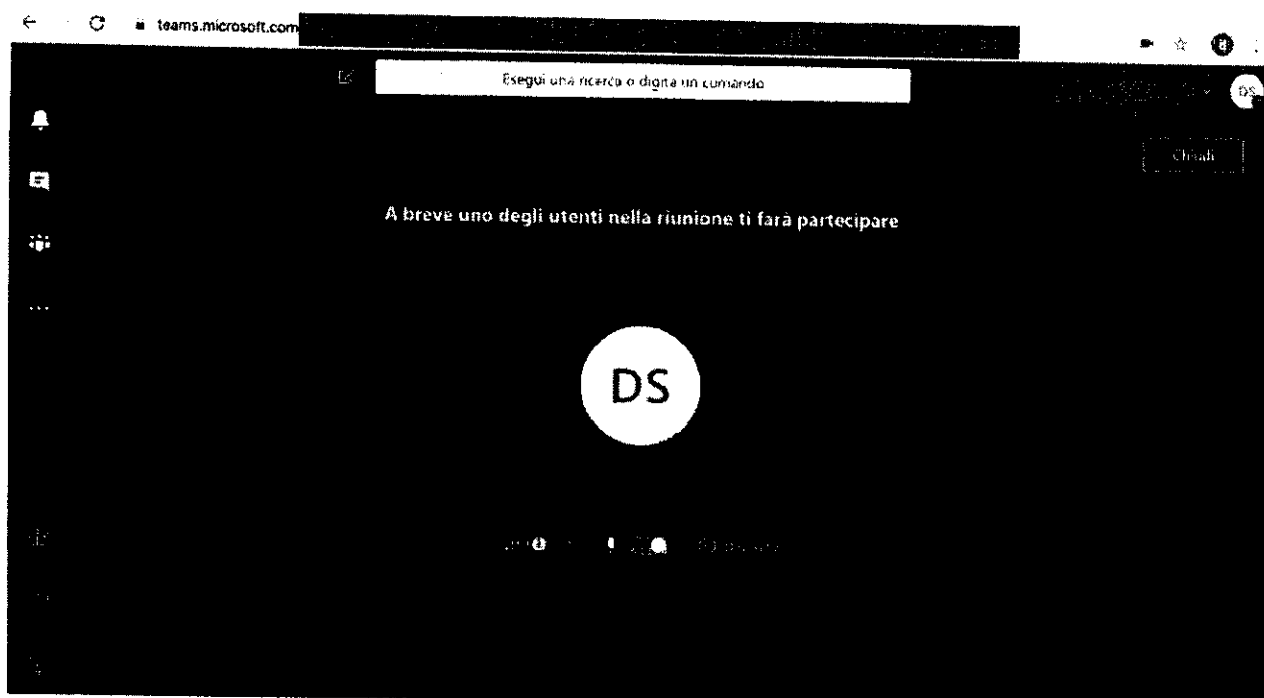 teams.microsoft.com
Esegui una ricerca o digita un comando
DS
Chiudi
A breve uno degli utenti nella riunione ti farà partecipare
DS